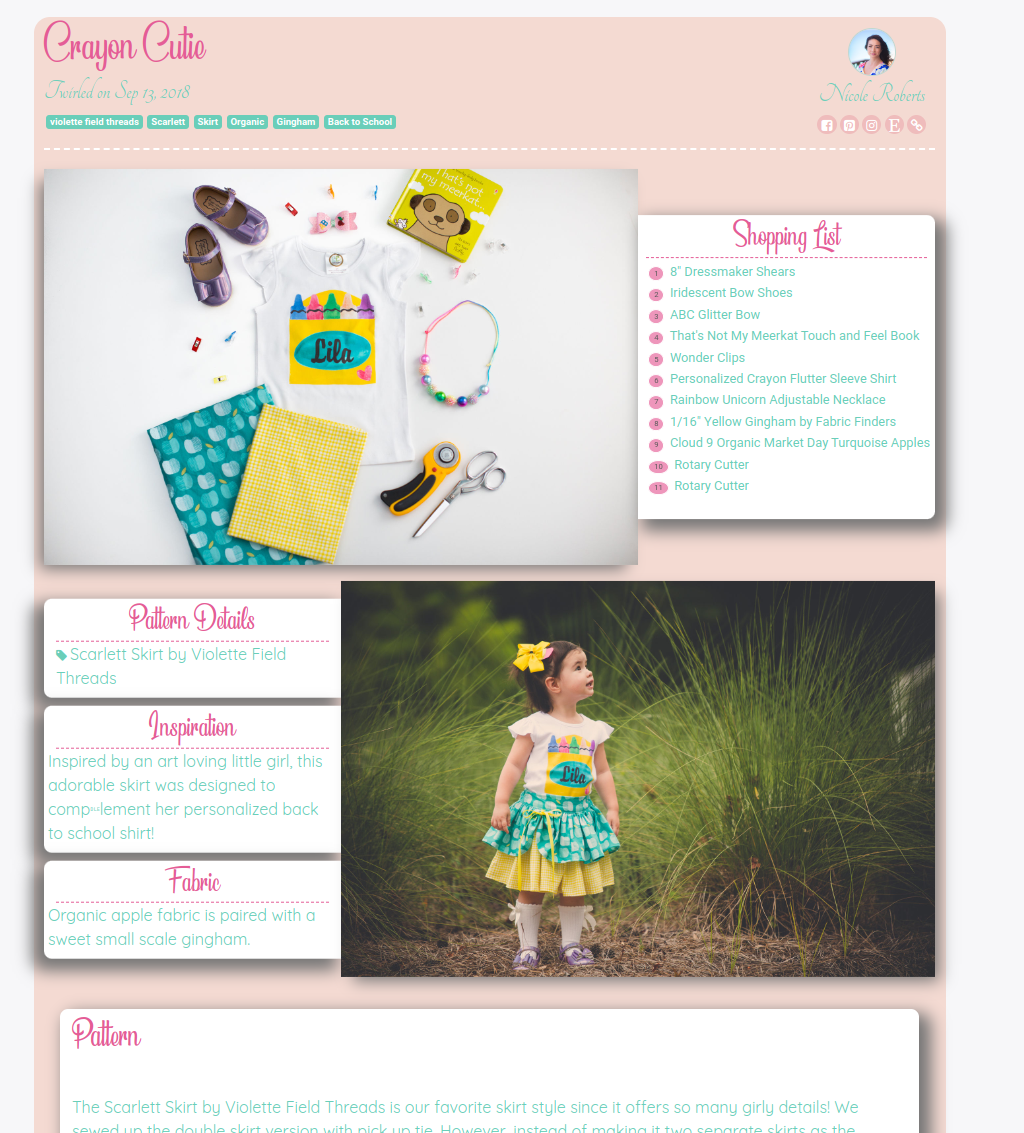 Crayon Cutie
Twirled on Sep 13, 2018
violette field threads Scarlett Skirt Organic Gingham Back to School
Nicole Roberts
That's not
my meerkat...
Lila
Shopping List
1 8" Dressmaker Shears
2 Iridescent Bow Shoes
3 ABC Glitter Bow
4 That's Not My Meerkat Touch and Feel Book
5 Wonder Clips
6 Personalized Crayon Flutter Sleeve Shirt
7 Rainbow Unicorn Adjustable Necklace
8 1/16" Yellow Gingham by Fabric Finders
9 Cloud 9 Organic Market Day Turquoise Apples
10 Rotary Cutter
11 Rotary Cutter
Pattern Details
Scarlett Skirt by Violette Field
Threads
Inspiration
Inspired by an art loving little girl, this
adorable skirt was designed to
complement her personalized back
to school shirt!
Fabric
Organic apple fabric is paired with a
sweet small scale gingham.
Lila
Pattern
The Scarlett Skirt by Violette Field Threads is our favorite skirt style since it offers so many girly details! We
sewed up the double skirt version with pick up tie. However, instead of making it two separate skirts as the